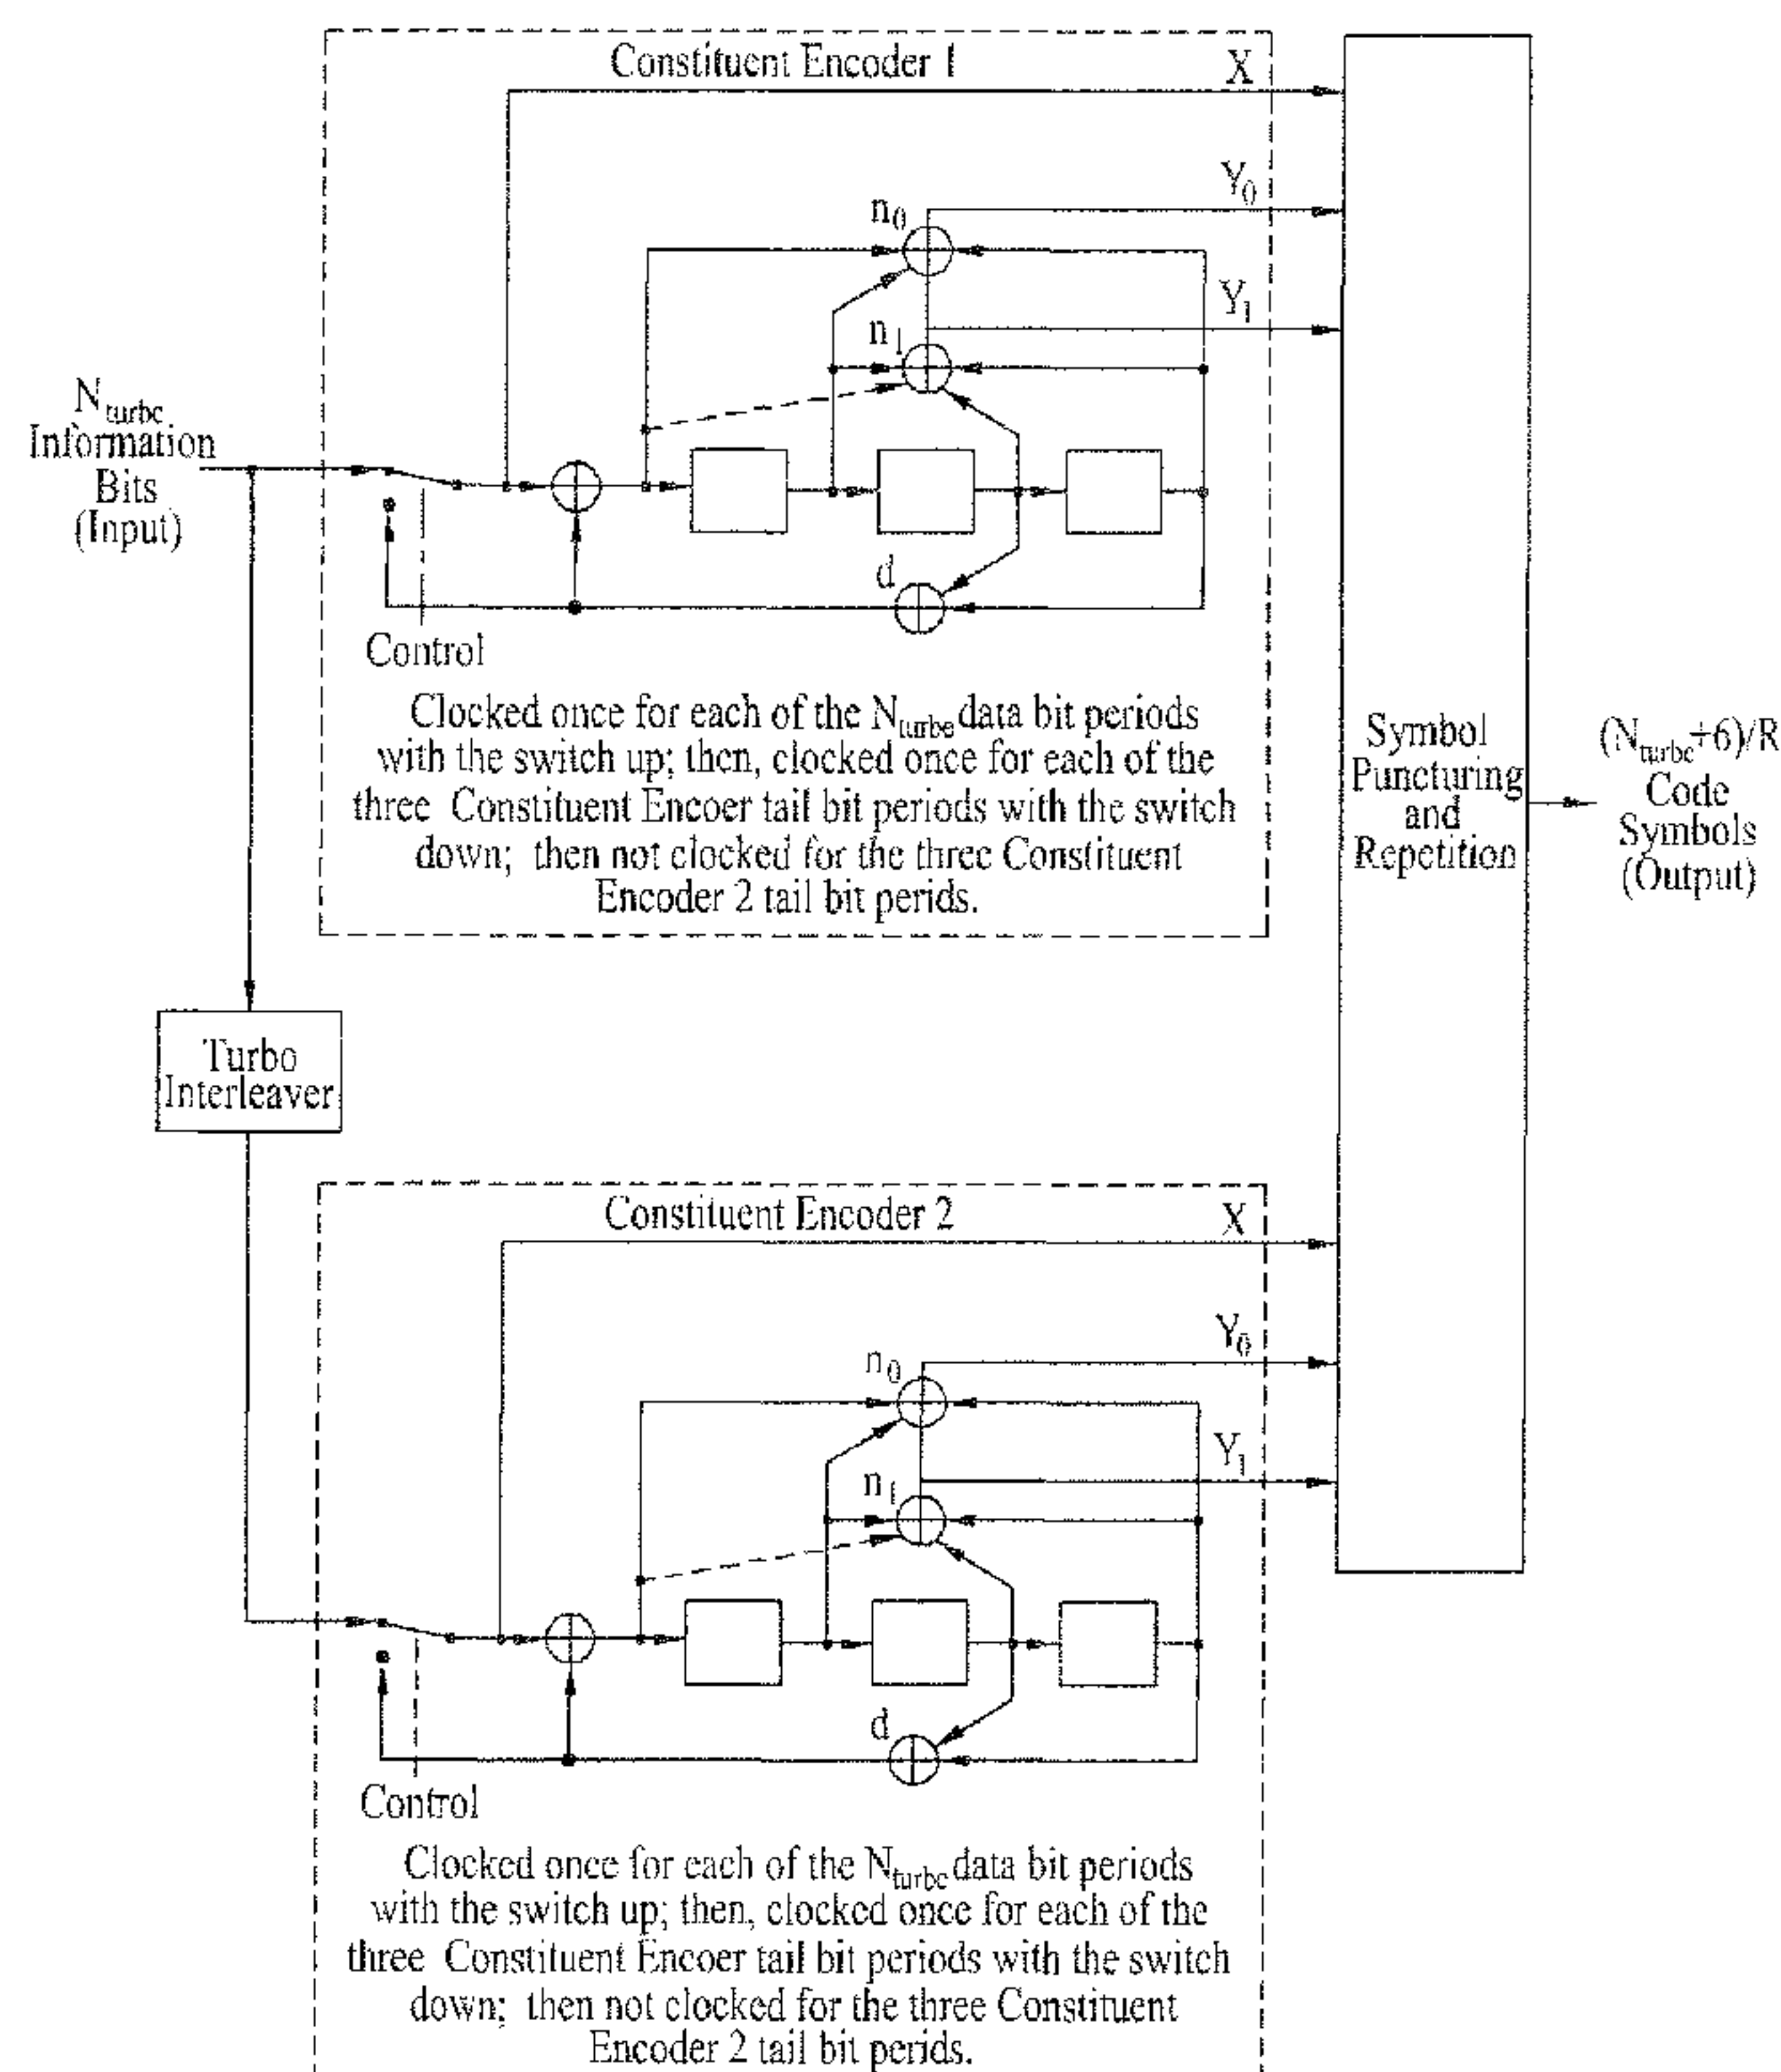 Constituent Encoder 1
X
Y0
n0
Y1
n1
Nturbc
Information
Bits
(Input)
d
Control
Clocked once for each of the Nturbe data bit periods
with the switch up; then, clocked once for each of the
three Constituent Encoer tail bit periods with the switch
down; then not clocked for the three Constituent
Encoder 2 tail bit perids.
Symbol
Puncturing
and
Repetition
(Nturbc+6)/R
Code
Symbols
(Output)
Turbo
Interleaver
Constituent Encoder 2
X
Y0
n0
Y1
n1
d
Control
Clocked once for each of the Nturbc data bit periods
with the switch up; then, clocked once for each of the
three Constituent Encoer tail bit periods with the switch
down; then not clocked for the three Constituent
Encoder 2 tail bit perids.